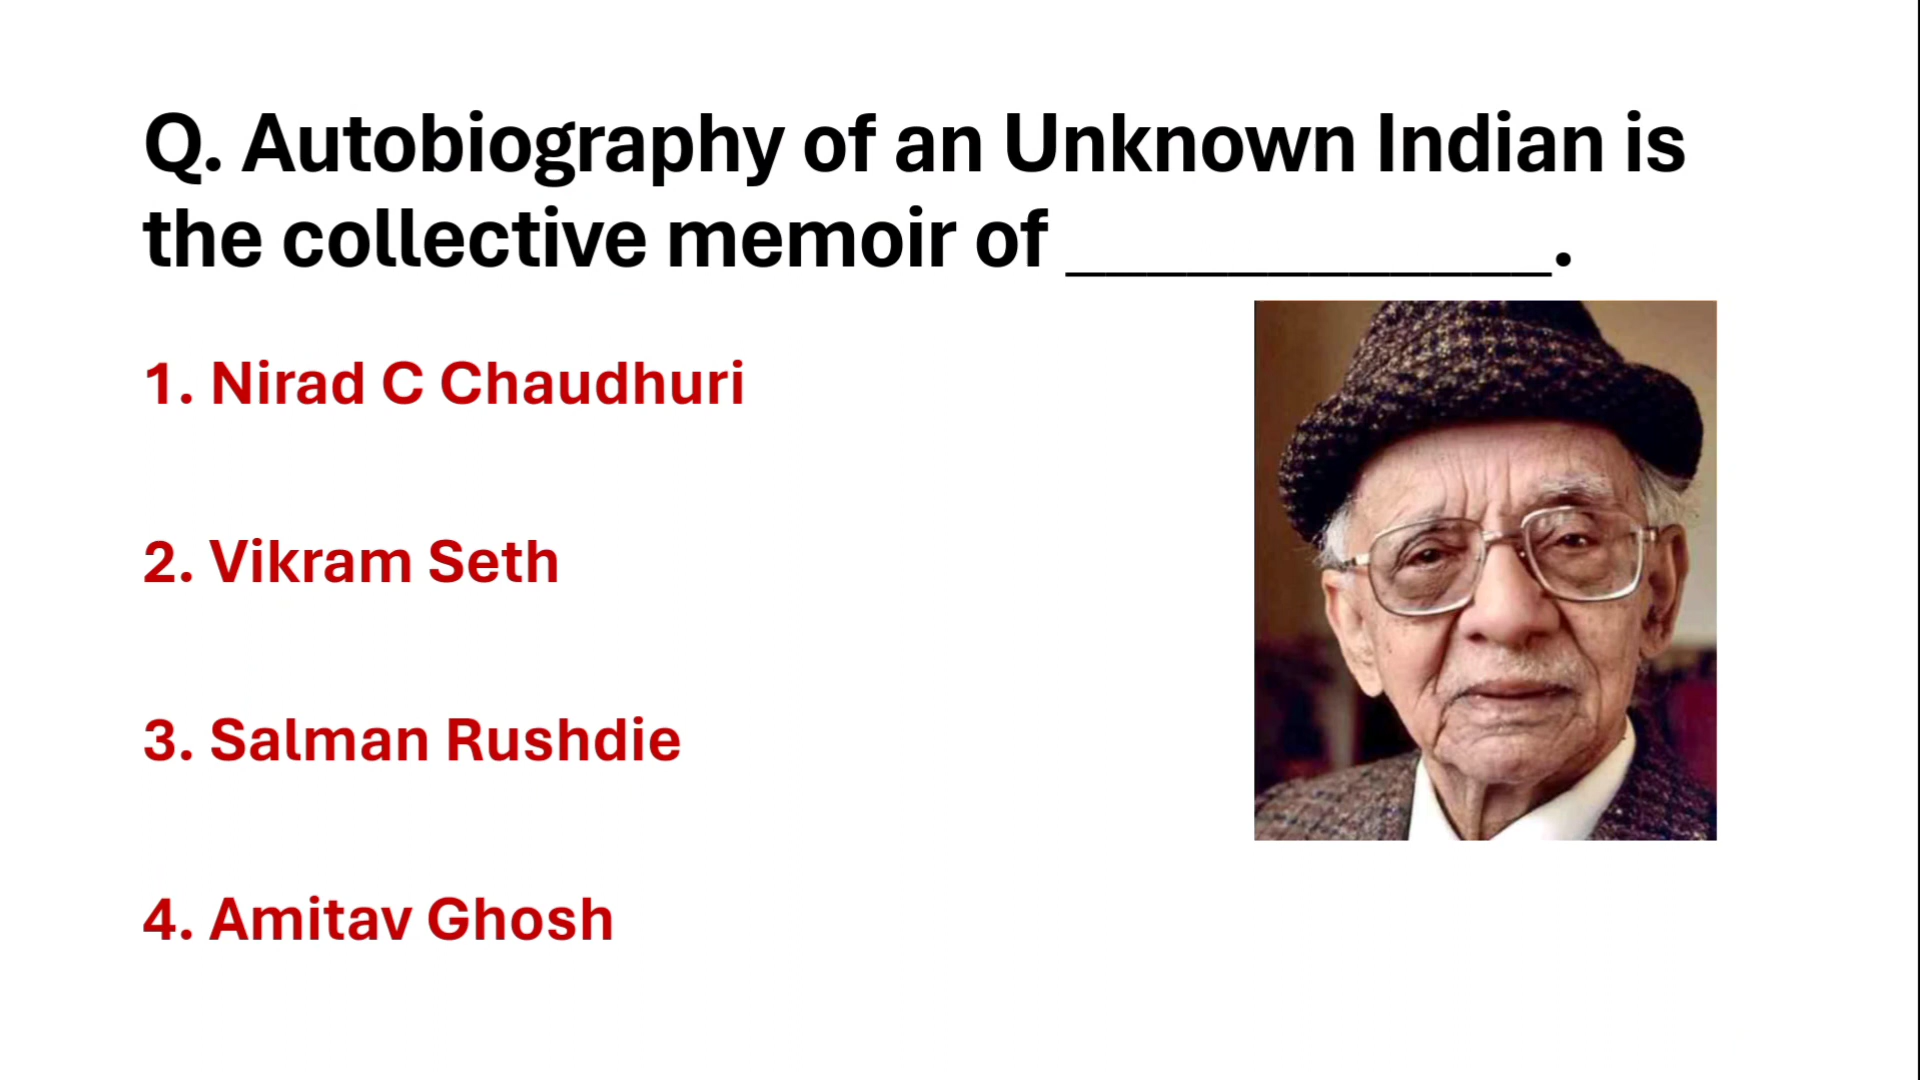 Q. Autobiography of an Unknown Indian is
the collective memoir of ____________.
1. Nirad C Chaudhuri
2. Vikram Seth
3. Salman Rushdie
4. Amitav Ghosh